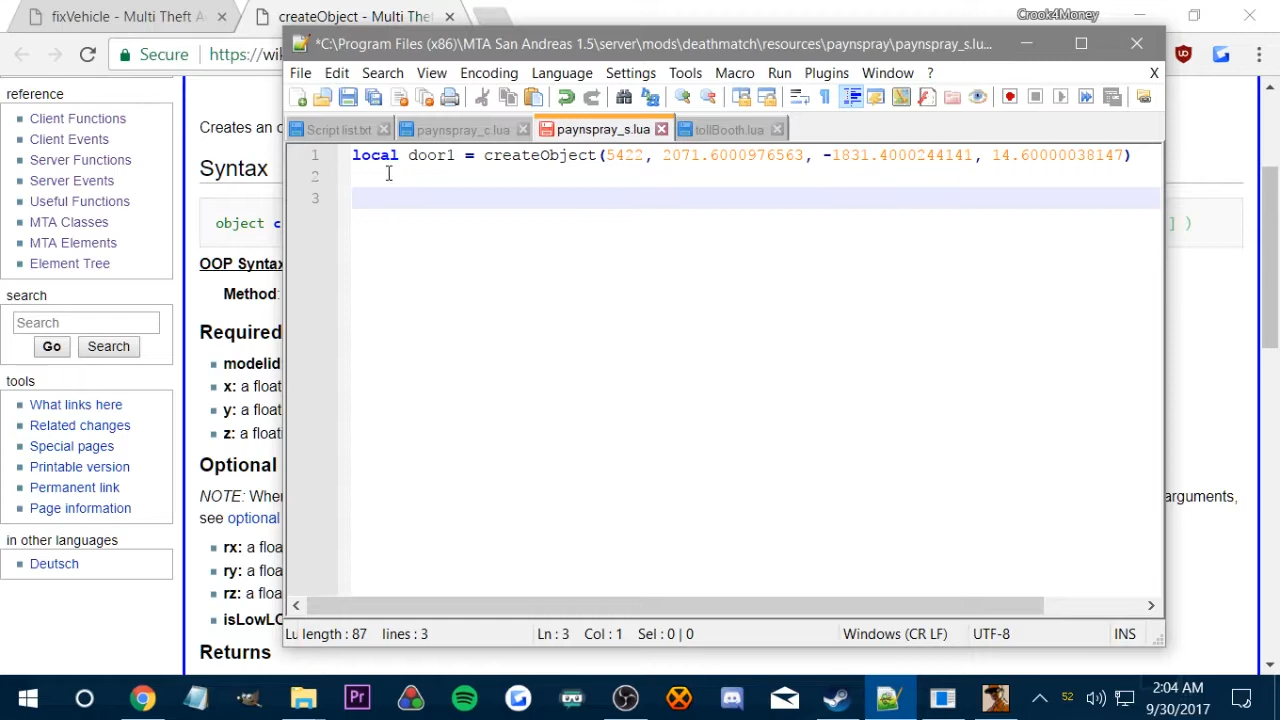 fixVehicle - Multi Theft A
createObject - Multi Thef
Crook4Money
Secure
https://wik
*C:\Program Files (x86)\MTA San Andreas 1.5\server\mods\deathmatch\resources\paynspray\paynspray_s.lu...
File Edit Search View Encoding Language Settings Tools Macro Run Plugins Window ? X
Script list.txt paynspray_c.lua paynspray_s.lua tollBooth.lua
1 local door1 = createObject(5422, 2071.6000976563, -1831.4000244141, 14.60000038147)
2
3
length : 87 lines : 3 Ln : 3 Col : 1 Sel : 0 | 0 Windows (CR LF) UTF-8 INS
reference
Client Functions
Client Events
Server Functions
Server Events
Useful Functions
MTA Classes
MTA Elements
Element Tree
search
Search
Go Search
tools
What links here
Related changes
Special pages
Printable version
Permanent link
Page information
in other languages
Deutsch
Creates an o
Syntax
object c
] )
OOP Syntax
Method:
Required
modelid:
x: a float
y: a float
z: a floati
Optional
NOTE: When
arguments,
see optional
rx: a floa
ry: a floa
rz: a floa
isLowLO
Returns
52
2:04 AM
9/30/2017